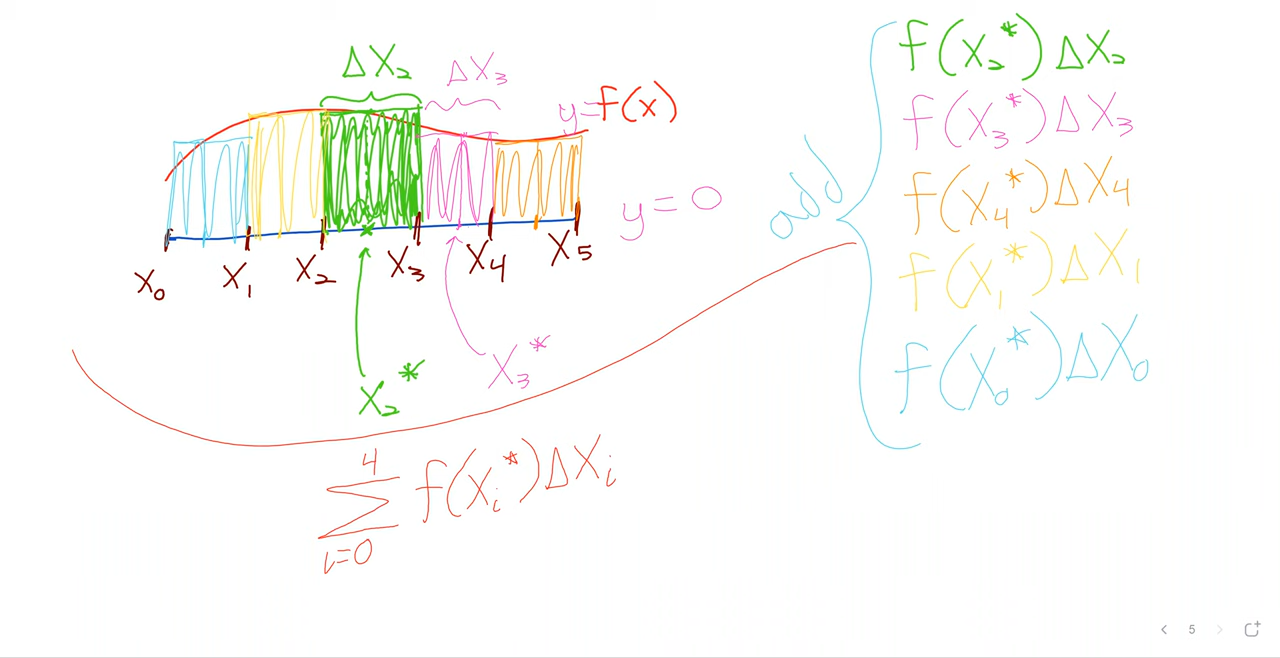 ΔX₂
ΔX₃
y=f(x)
y=0
X₀ X₁ X₂ X₃ X₄ X₅
X₂*
X₃*
add
f(X₂*)ΔX₂
f(X₃*)ΔX₃
f(X₄*)ΔX₄
f(X₁*)ΔX₁
f(X₀*)ΔX₀
4
∑ f(Xᵢ*)ΔXᵢ
i=0
5